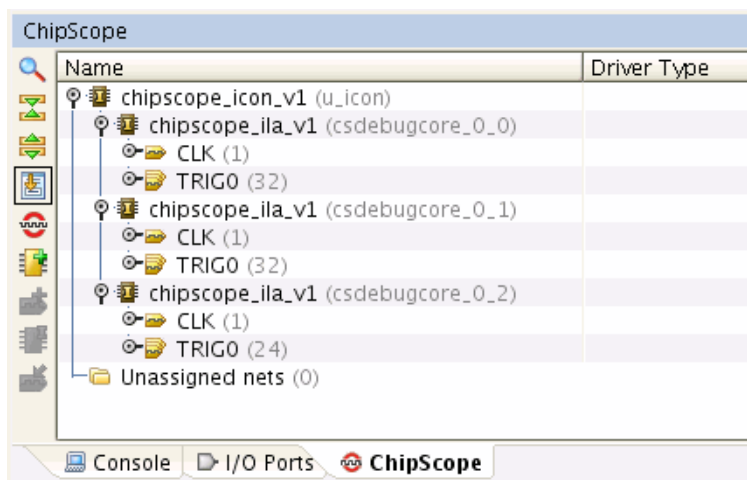 ChipScope
Name Driver Type
chipscope_icon_v1 (u_icon)
chipscope_ila_v1 (csdebugcore_0_0)
CLK (1)
TRIG0 (32)
chipscope_ila_v1 (csdebugcore_0_1)
CLK (1)
TRIG0 (32)
chipscope_ila_v1 (csdebugcore_0_2)
CLK (1)
TRIG0 (24)
Unassigned nets (0)
Console I/O Ports ChipScope